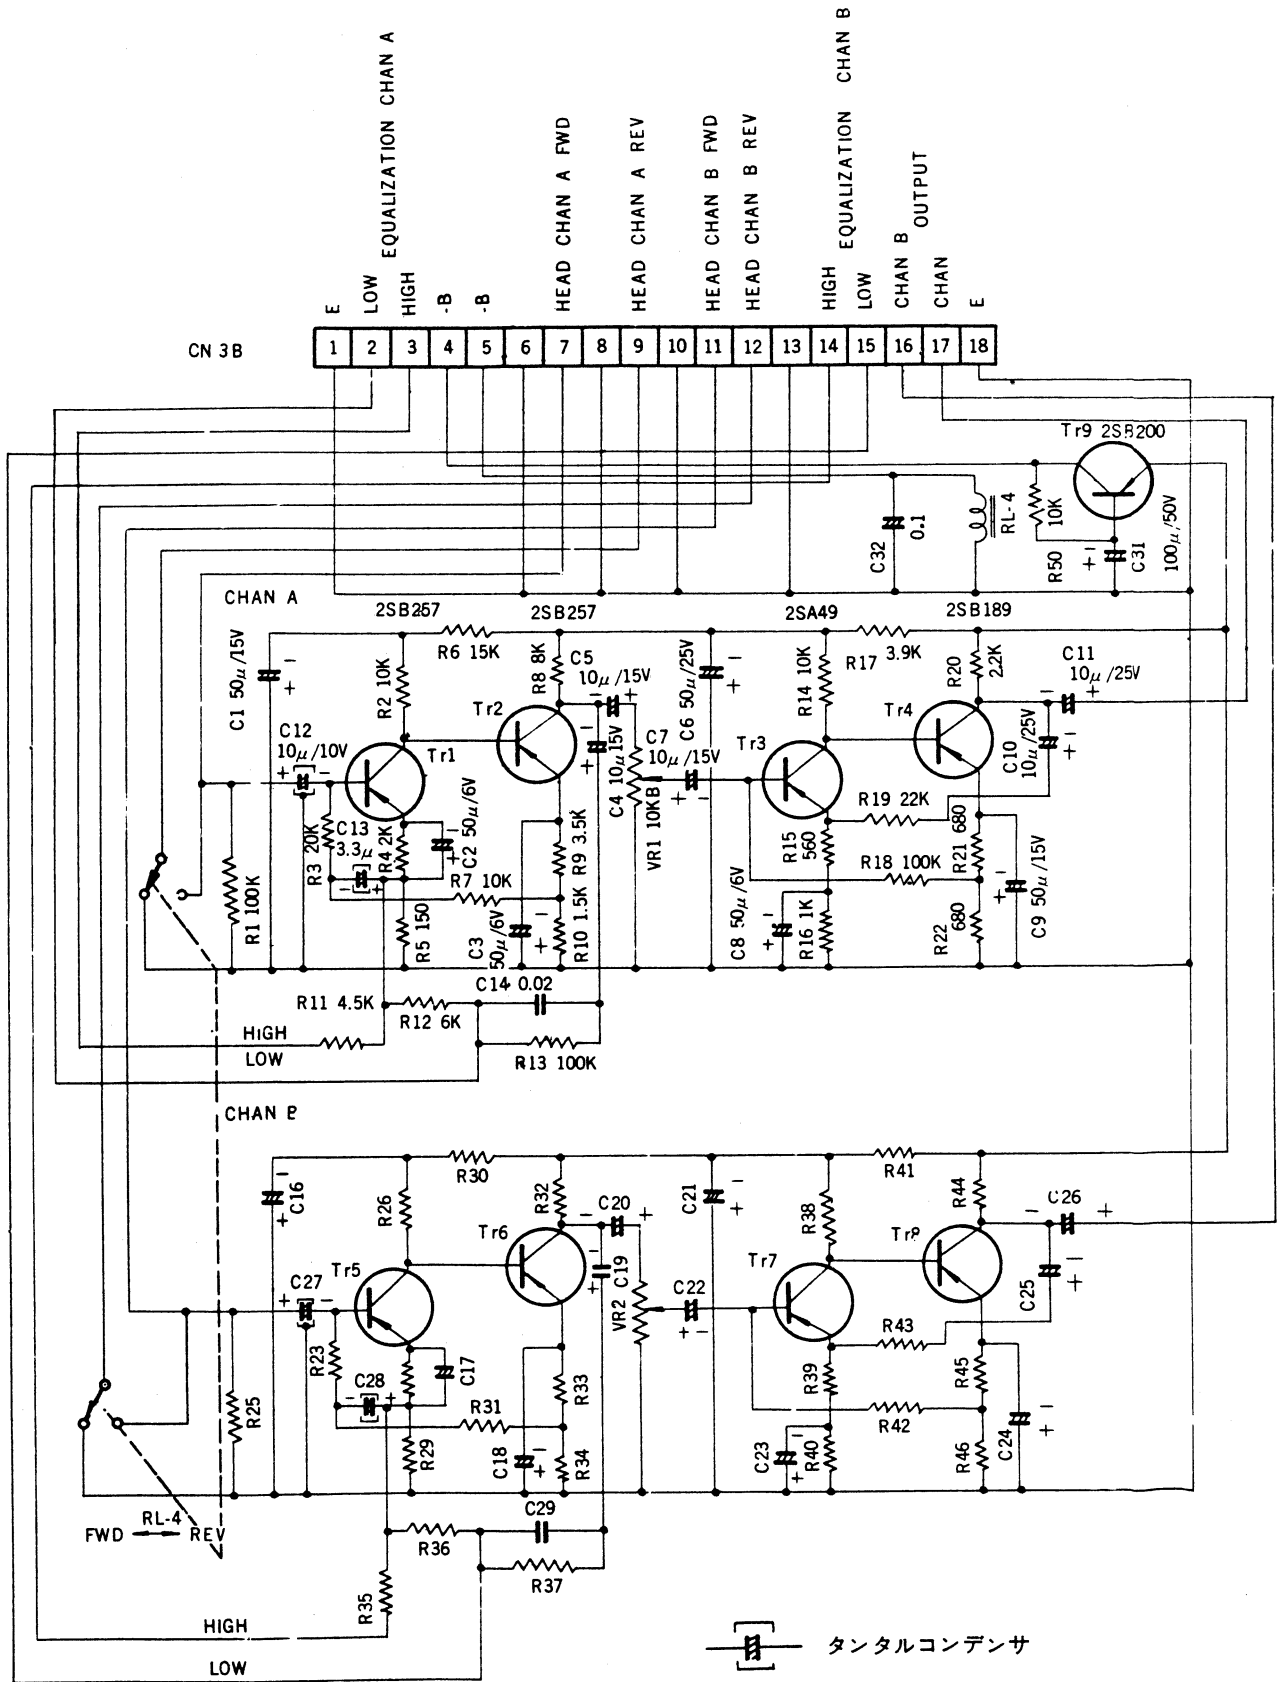 EQUALIZATION CHAN A
EQUALIZATION CHAN B
E
LOW
HIGH
-B
-B
HEAD CHAN A FWD
HEAD CHAN A REV
HEAD CHAN B FWD
HEAD CHAN B REV
HIGH
LOW
CHAN B
OUTPUT
CHAN
E
CN 3B
1 2 3 4 5 6 7 8 9 10 11 12 13 14 15 16 17 18
Tr9 2SB200
C32
0.1
RL-4
10K
R50
+ -
C31
100μ/50V
CHAN A
2SB257
2SB257
2SA49
2SB189
C1 50μ/15V
- +
R2 10K
R6 15K
R8 8K
C5
10μ/15V
- +
C6 50μ/25V
- +
R14 10K
R17 3.9K
R20
2.2K
C11
10μ/25V
- +
C12
10μ/10V
+ -
Tr1
Tr2
C4 10μ 15V
- +
C7
10μ/15V
+ -
Tr3
Tr4
C10
10μ/25V
- +
R3
20K
C13
3.3μ
- +
R4 2K
C2 50μ/6V
- +
R7 10K
R9 3.5K
VR1 10KB
R15
560
R19 22K
R18 100K
R21 680
C9 50μ/15V
- +
R1 100K
R5 150
C3
50μ/6V
- +
R10 1.5K
C8 50μ/6V
- +
R16 1K
R22
680
R11 4.5K
R12 6K
C14 0.02
R13 100K
HIGH
LOW
CHAN B
C16
- +
R26
R30
R32
C20
- +
C21
- +
R38
R41
R44
C26
- +
C27
+ -
Tr5
Tr6
C19
- +
VR2
C22
+ -
Tr7
Tr8
C25
- +
R23
C28
- +
C17
R31
R33
R39
R43
R42
R45
R25
R29
C18
- +
R34
C23
- +
R40
R46
C24
- +
RL-4
FWD REV
R36
C29
R37
R35
HIGH
LOW
タンタルコンデンサ